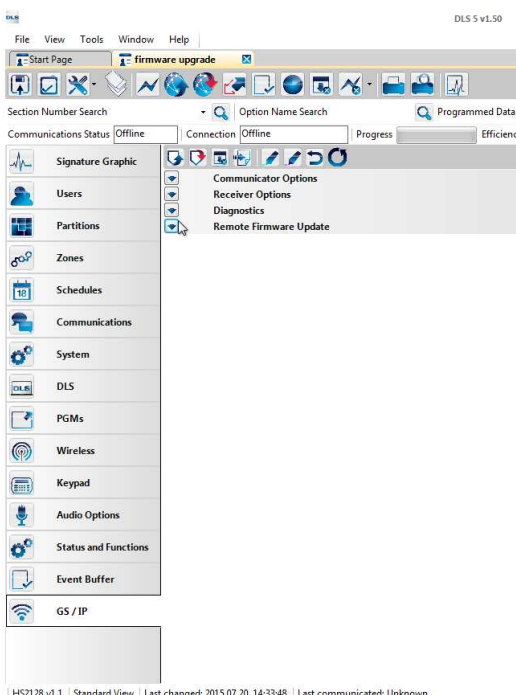 DLS
DLS 5 v1.50
File View Tools Window Help
Start Page firmware upgrade
Section Number Search Option Name Search Programmed Data
Communications Status Offline Connection Offline Progress Efficienc
Signature Graphic
Users
Partitions
Zones
18 Schedules
Communications
System
DLS DLS
PGMs
Wireless
Keypad
Audio Options
Status and Functions
Event Buffer
GS / IP
Communicator Options
Receiver Options
Diagnostics
Remote Firmware Update
HS2128 v1.1 Standard View Last changed: 2015.07.20. 14:33:48 Last communicated: Unknown